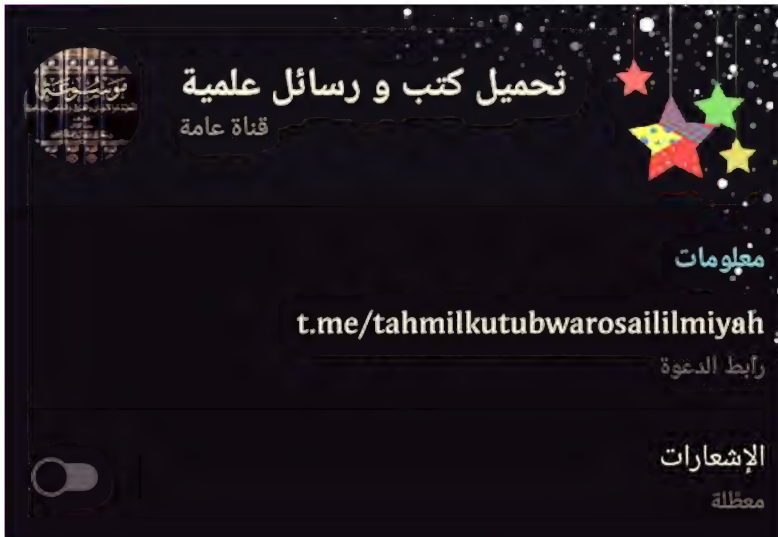 تحميل كتب و رسائل علمية
قناة عامة
معلومات
t.me/tahmilkutubwarosaililmiyah
رابط الدعوة
الإشعارات
معطلة